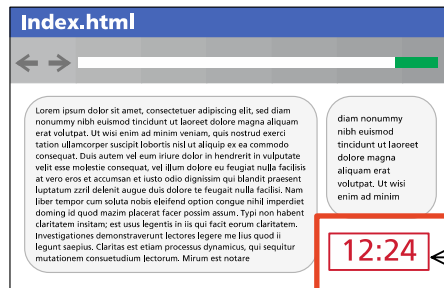 Index.html
Lorem ipsum dolor sit amet, consectetuer adipiscing elit, sed diam
nonummy nibh euismod tincidunt ut laoreet dolore magna aliquam
erat volutpat. Ut wisi enim ad minim veniam, quis nostrud exerci
tation ullamcorper suscipit lobortis nisl ut aliquip ex ea commodo
consequat. Duis autem vel eum iriure dolor in hendrerit in vulputate
velit esse molestie consequat, vel illum dolore eu feugiat nulla facilisis
at vero eros et accumsan et iusto odio dignissim qui blandit praesent
luptatum zzril delenit augue duis dolore te feugait nulla facilisi. Nam
liber tempor cum soluta nobis eleifend option congue nihil imperdiet
doming id quod mazim placerat facer possim assum. Typi non habent
claritatem insitam; est usus legentis in iis qui facit eorum claritatem.
Investigationes demonstraverunt lectores legere me lius quod ii
legunt saepius. Claritas est etiam processus dynamicus, qui sequitur
mutationem consuetudium lectorum. Mirum est notare
diam nonummy
nibh euismod
tincidunt ut laoreet
dolore magna
aliquam erat
volutpat. Ut wisi
enim ad minim
12:24